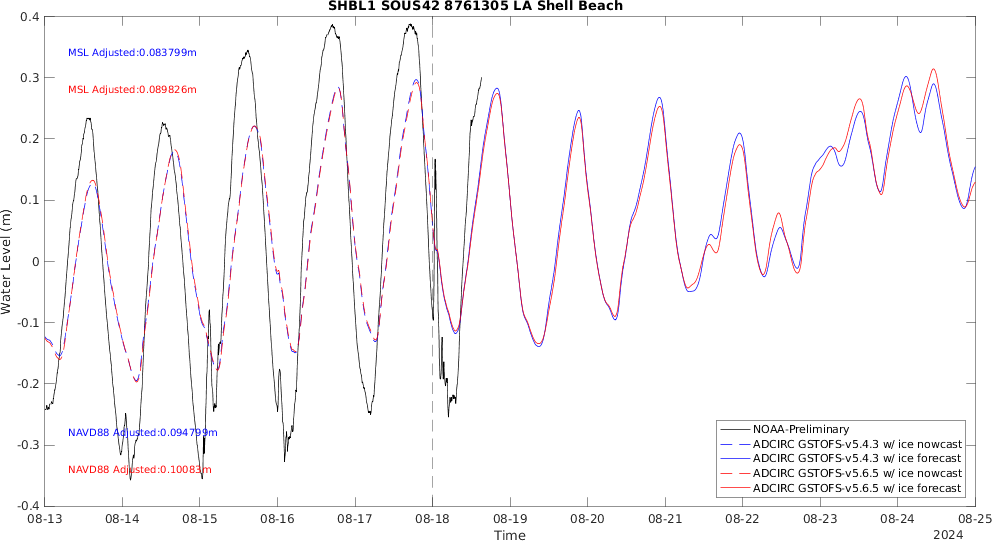 SHBL1 SOUS42 8761305 LA Shell Beach
0.4
0.3
0.2
0.1
0
-0.1
-0.2
-0.3
-0.4
Water Level (m)
MSL Adjusted:0.083799m
MSL Adjusted:0.089826m
NAVD88 Adjusted:0.094799m
NAVD88 Adjusted:0.10083m
NOAA-Preliminary
ADCIRC GSTOFS-v5.4.3 w/ ice nowcast
ADCIRC GSTOFS-v5.4.3 w/ ice forecast
ADCIRC GSTOFS-v5.6.5 w/ ice nowcast
ADCIRC GSTOFS-v5.6.5 w/ ice forecast
08-13 08-14 08-15 08-16 08-17 08-18 08-19 08-20 08-21 08-22 08-23 08-24 08-25
Time
2024